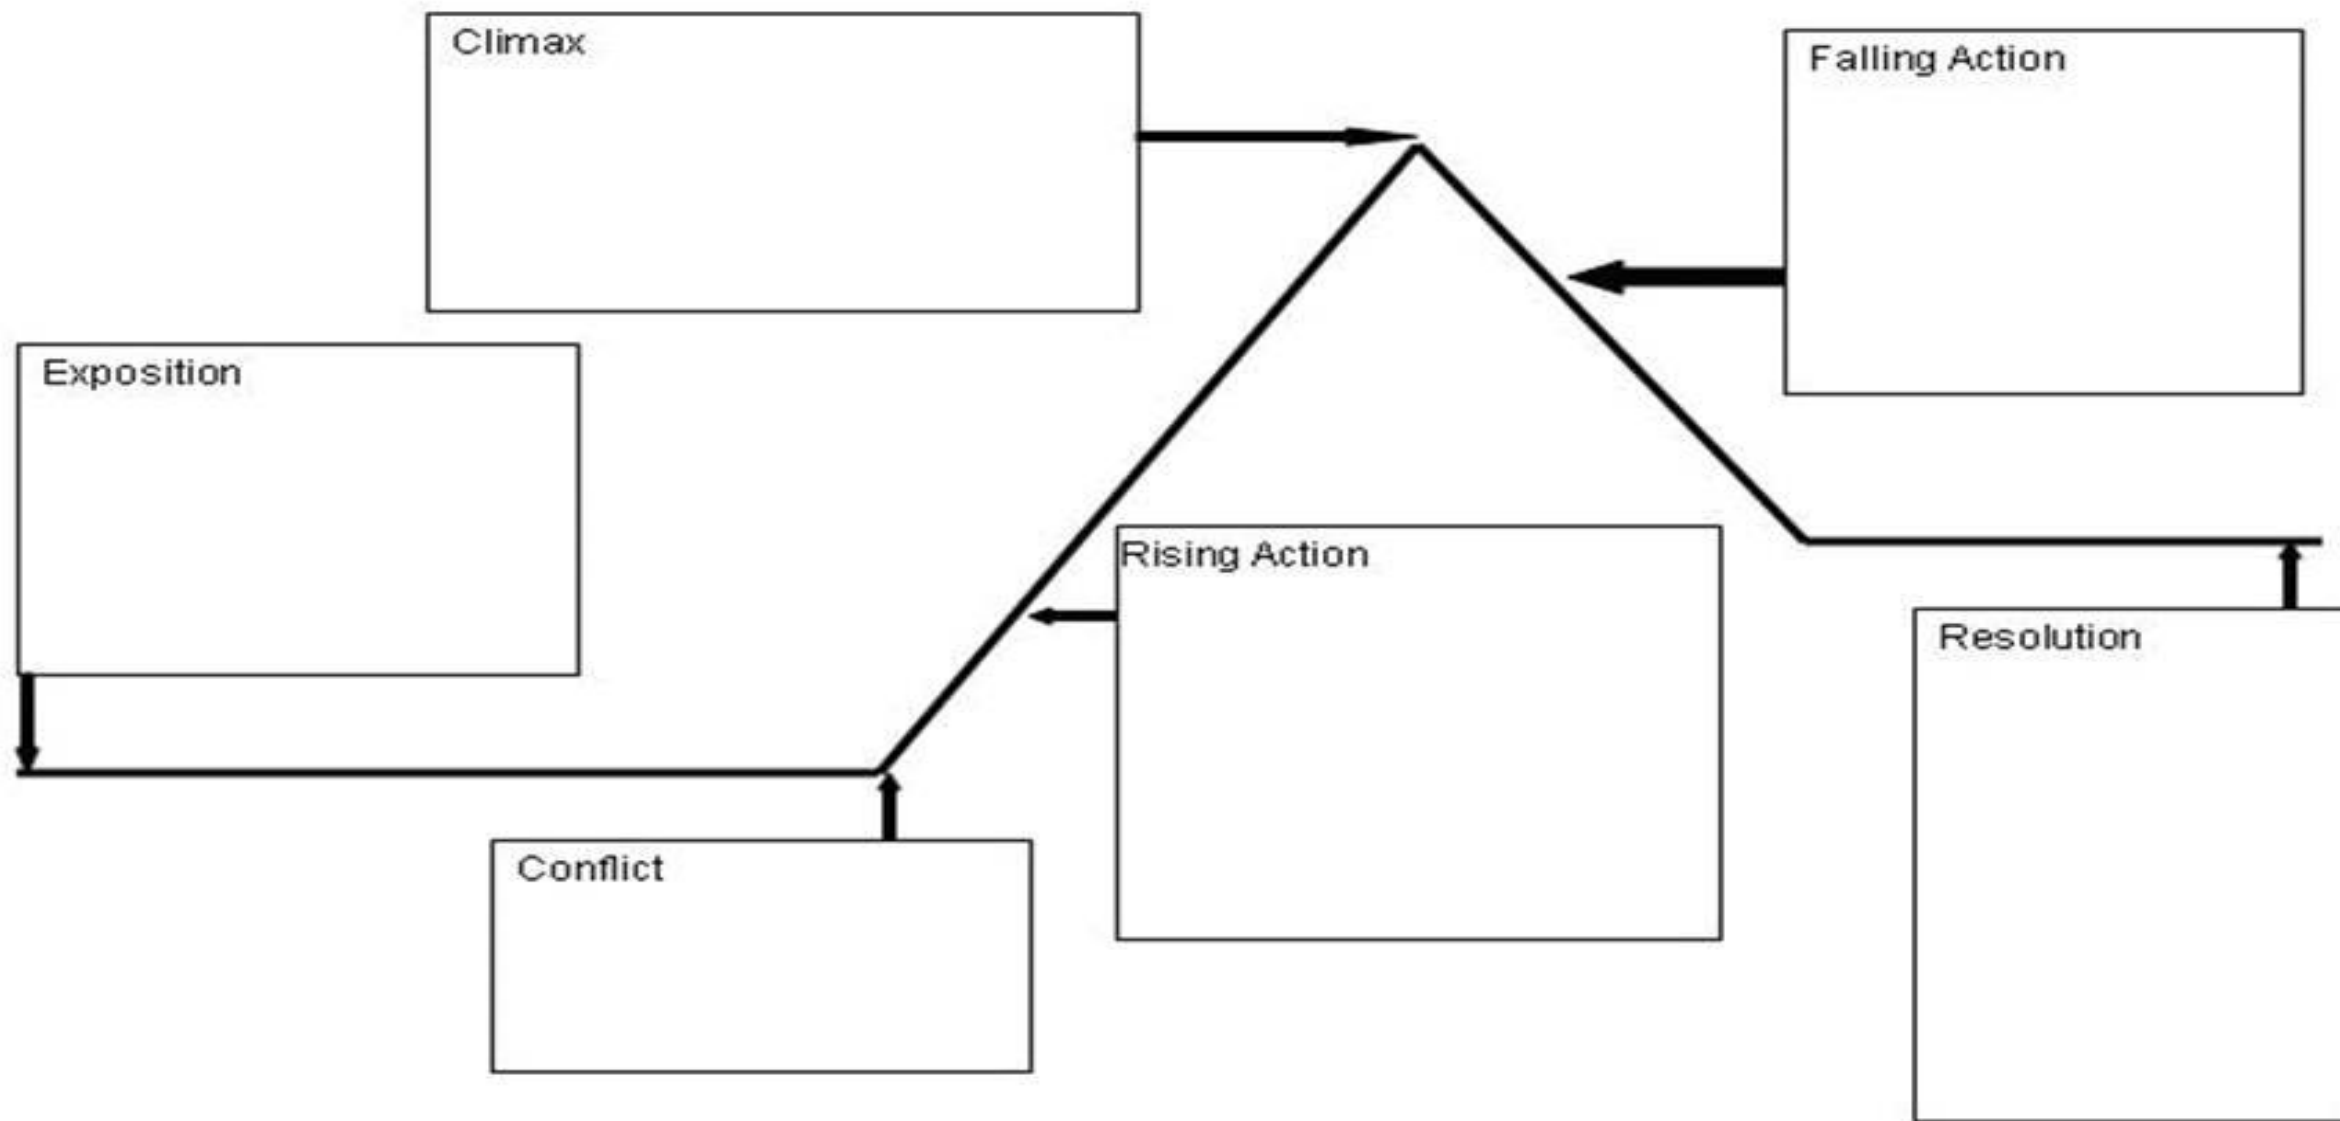 Climax
Falling Action
Exposition
Rising Action
Resolution
Conflict